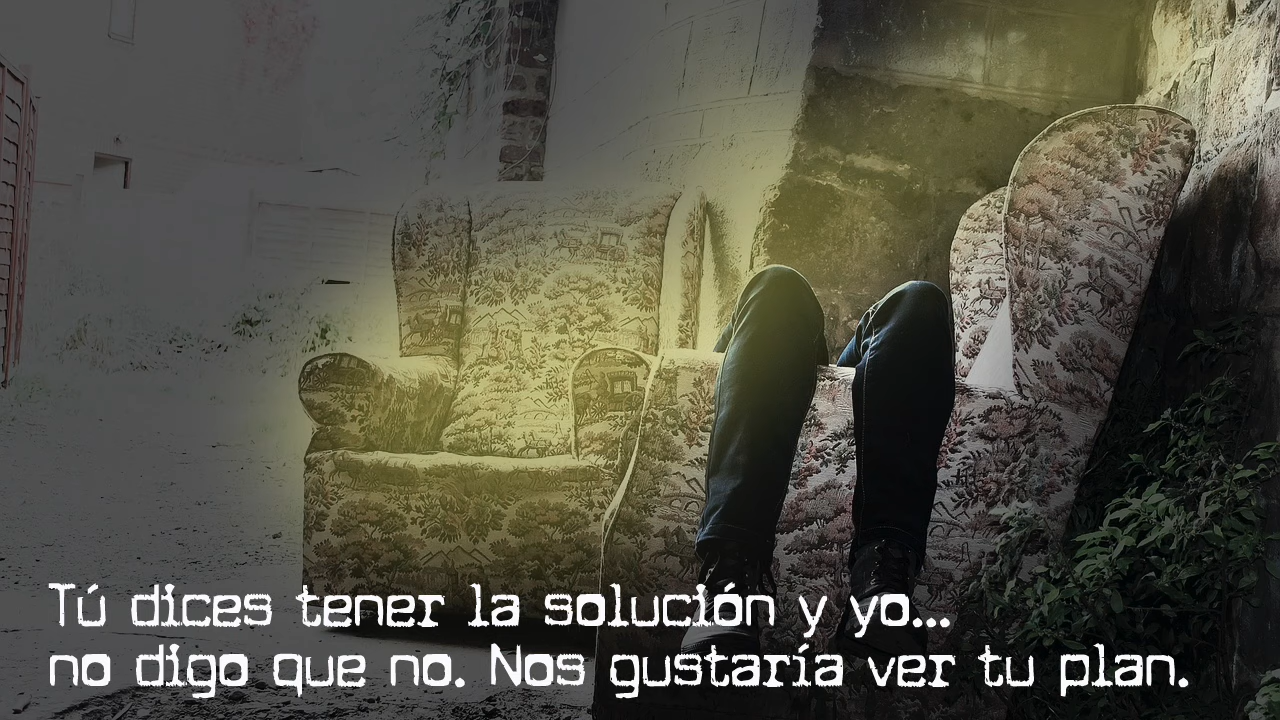 Tú dices tener la solución y yo...
no digo que no. Nos gustaría ver tu plan.